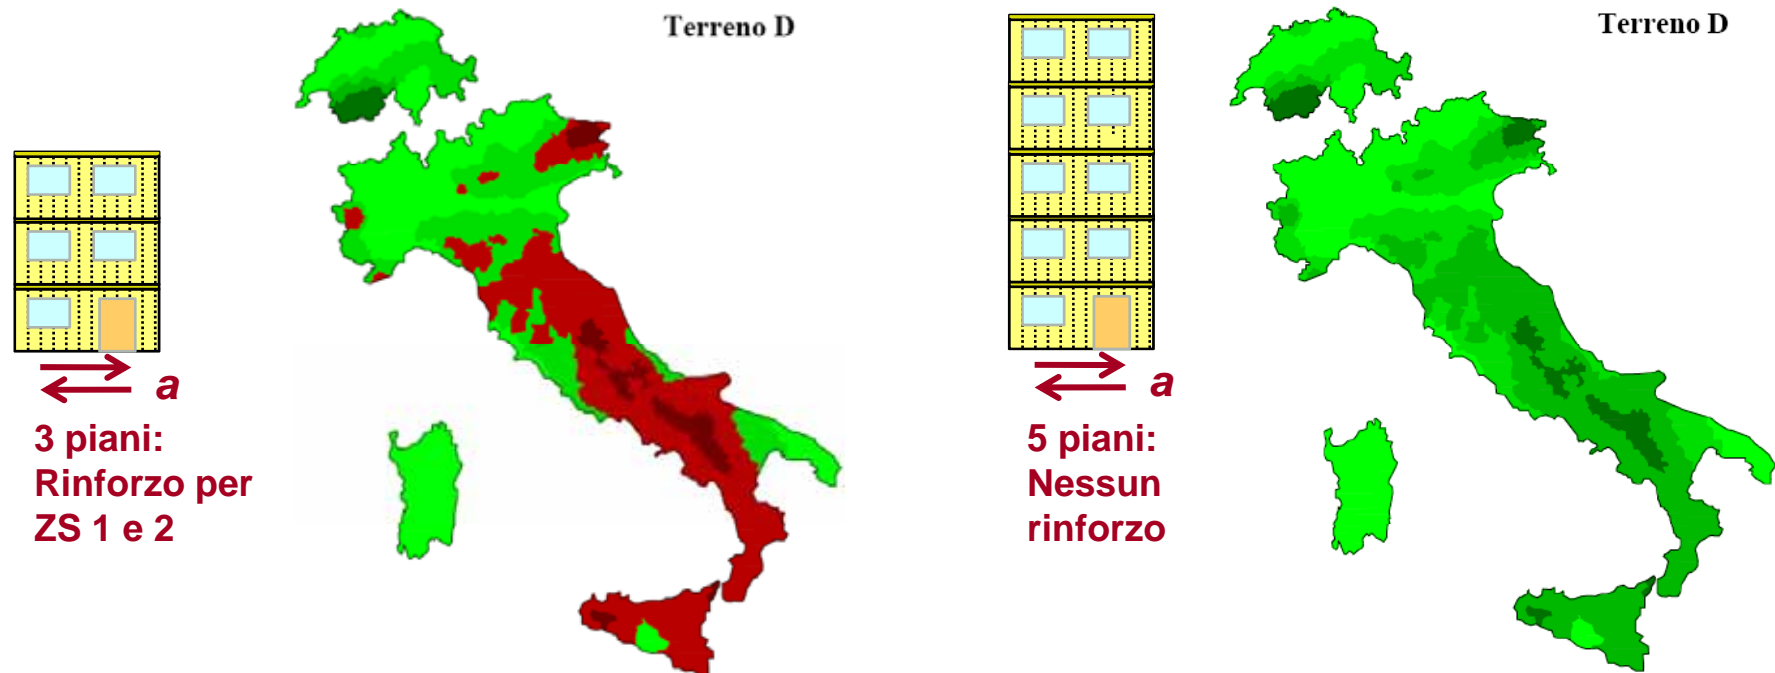 Terreno D
a
3 piani:
Rinforzo per
ZS 1 e 2
Terreno D
a
5 piani:
Nessun
rinforzo